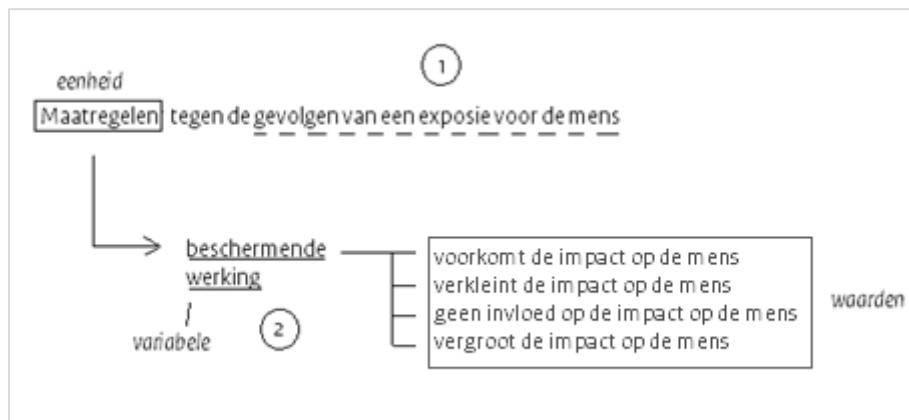 1
eenheid
Maatregelen tegen de gevolgen van een exposie voor de mens
beschermende
werking
voorkomt de impact op de mens
verkleint de impact op de mens
geen invloed op de impact op de mens
vergroot de impact op de mens
waarden
variabele
2